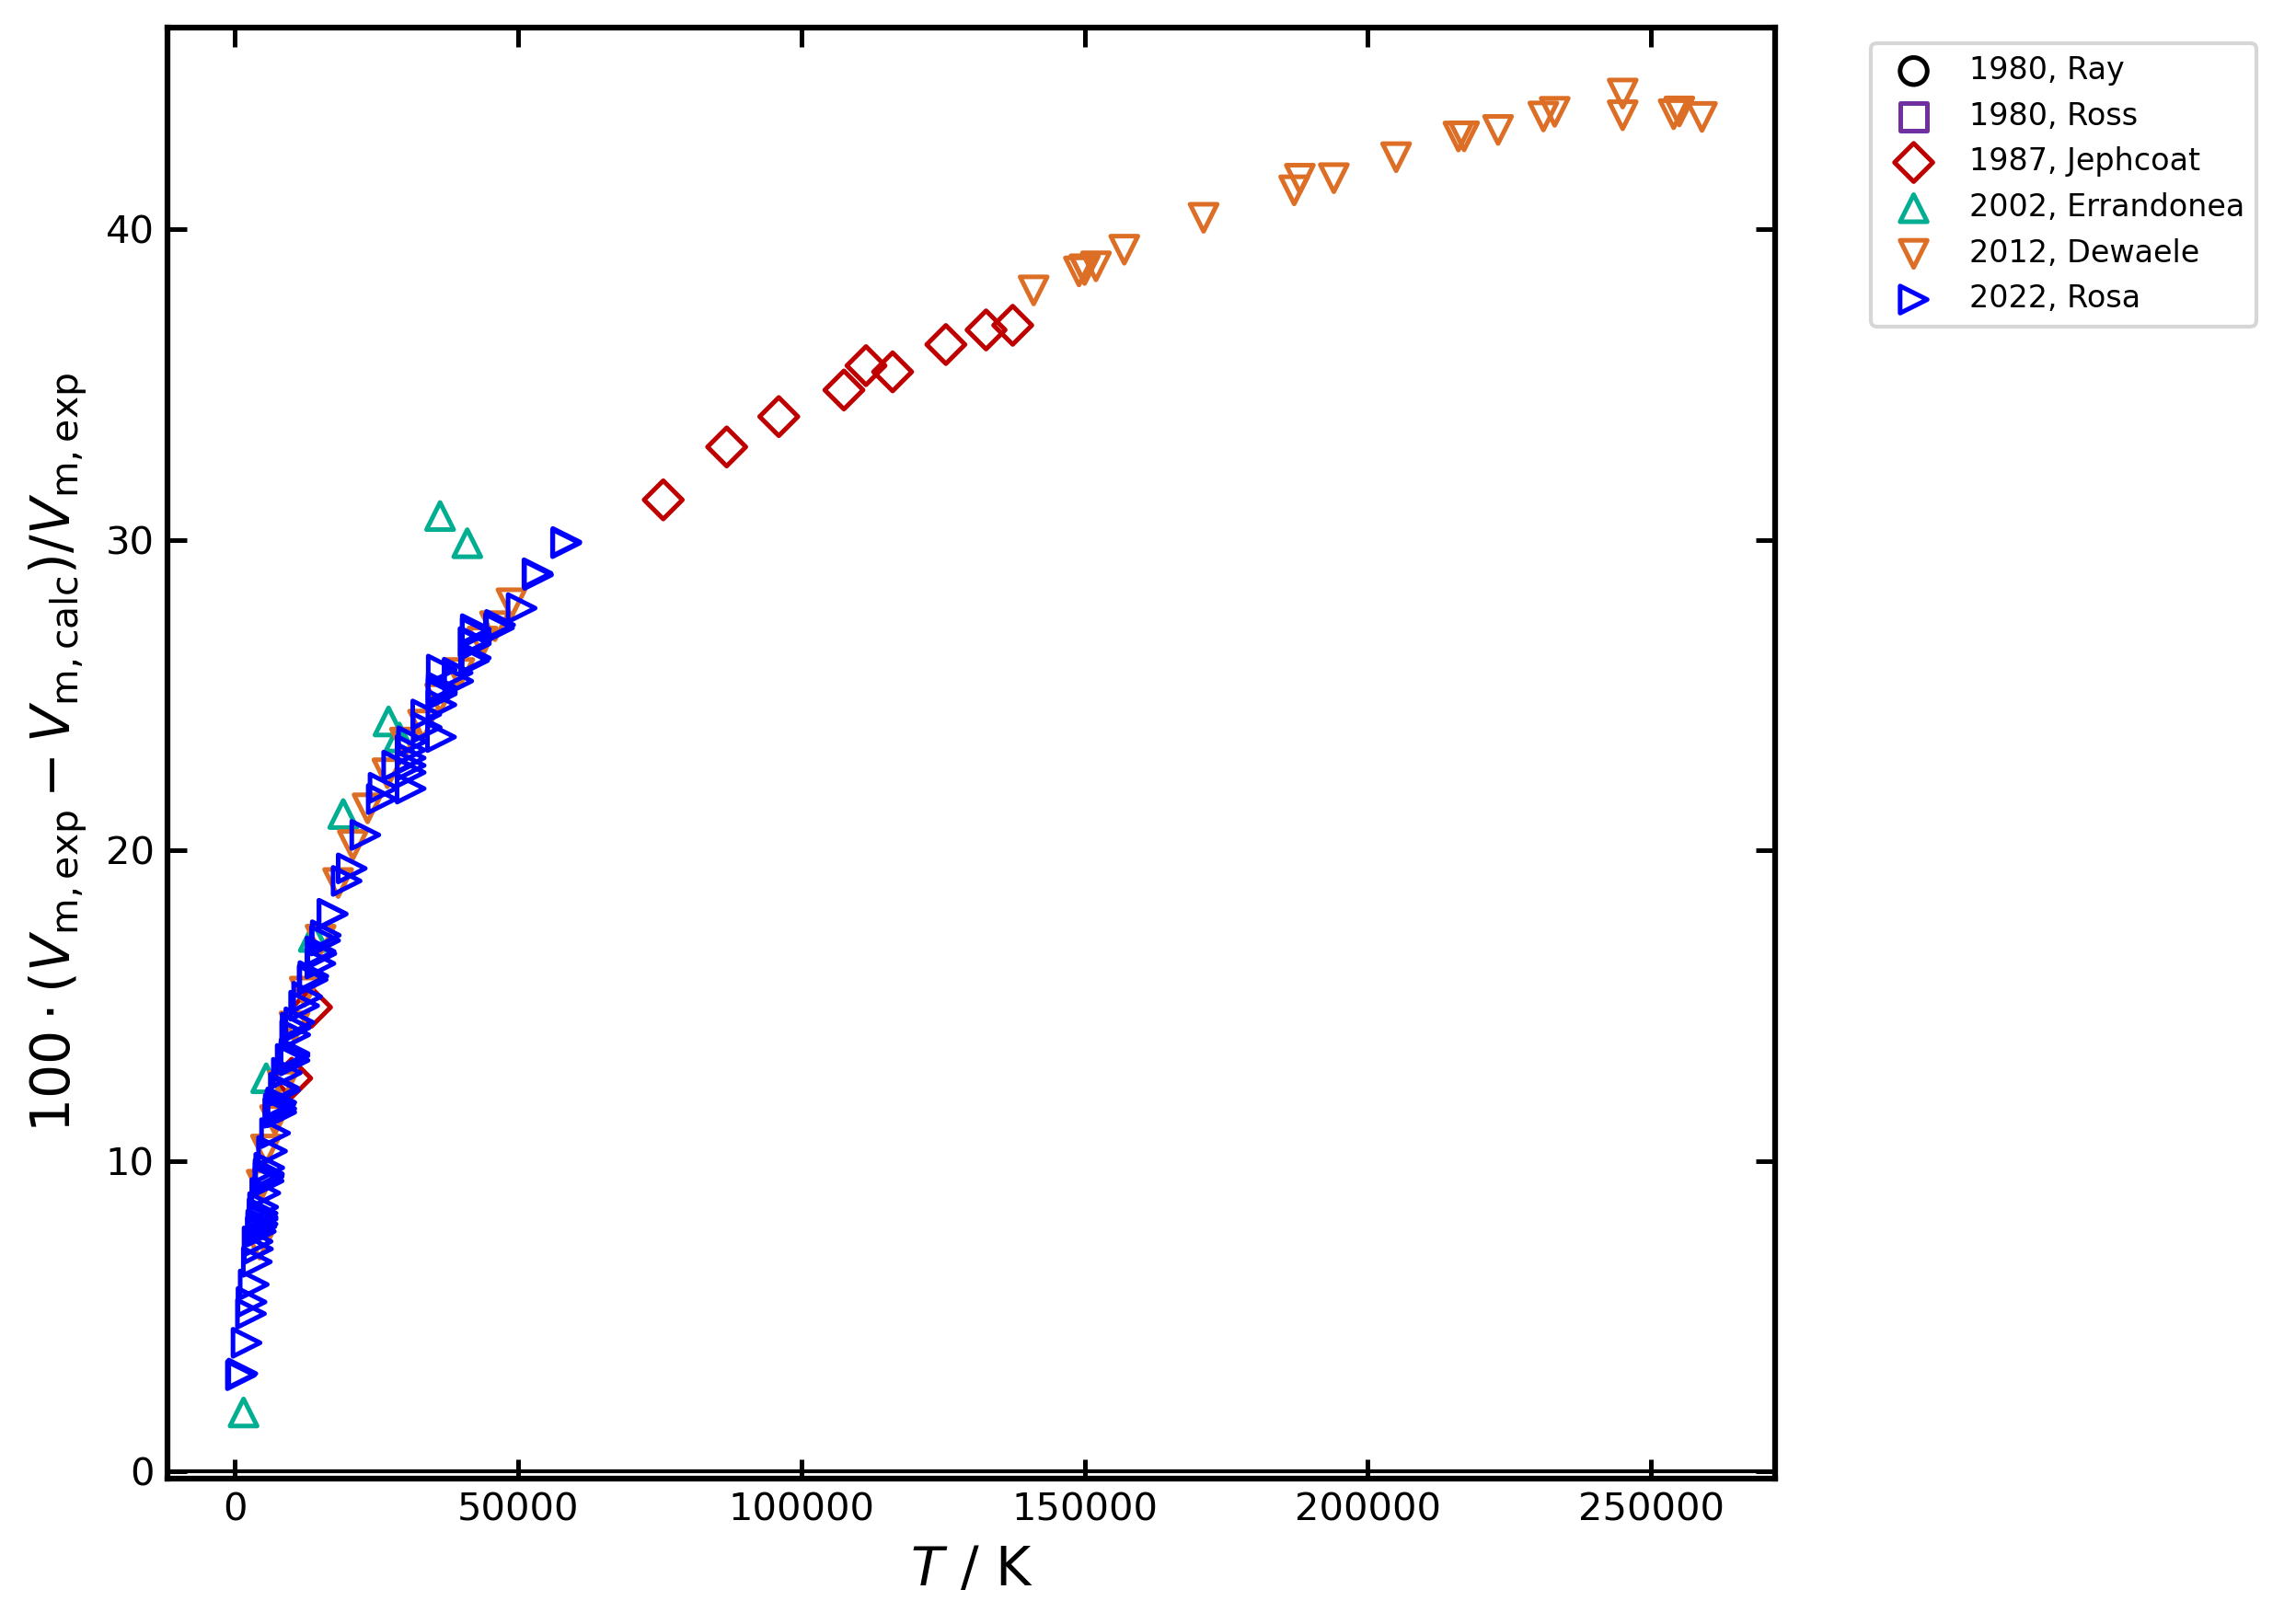 1980, Ray
1980, Ross
1987, Jephcoat
2002, Errandonea
2012, Dewaele
2022, Rosa
100 · (Vm,exp − Vm,calc)/Vm,exp
40
30
20
10
0
0 50000 100000 150000 200000 250000
T / K